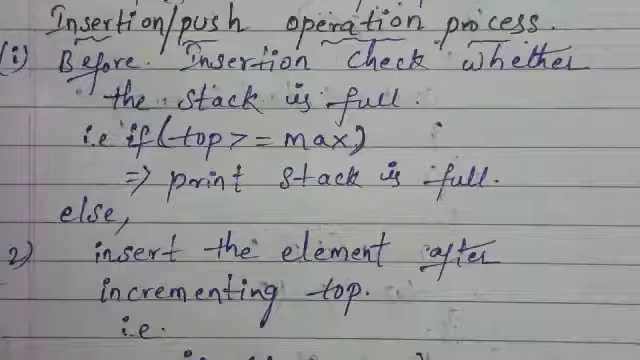 Insertion/push operation process.
(i) Before Insertion check whether
the stack is full.
i.e if(top >= max)
=> print stack is full.
else,
2) insert the element after
incrementing top.
i.e.